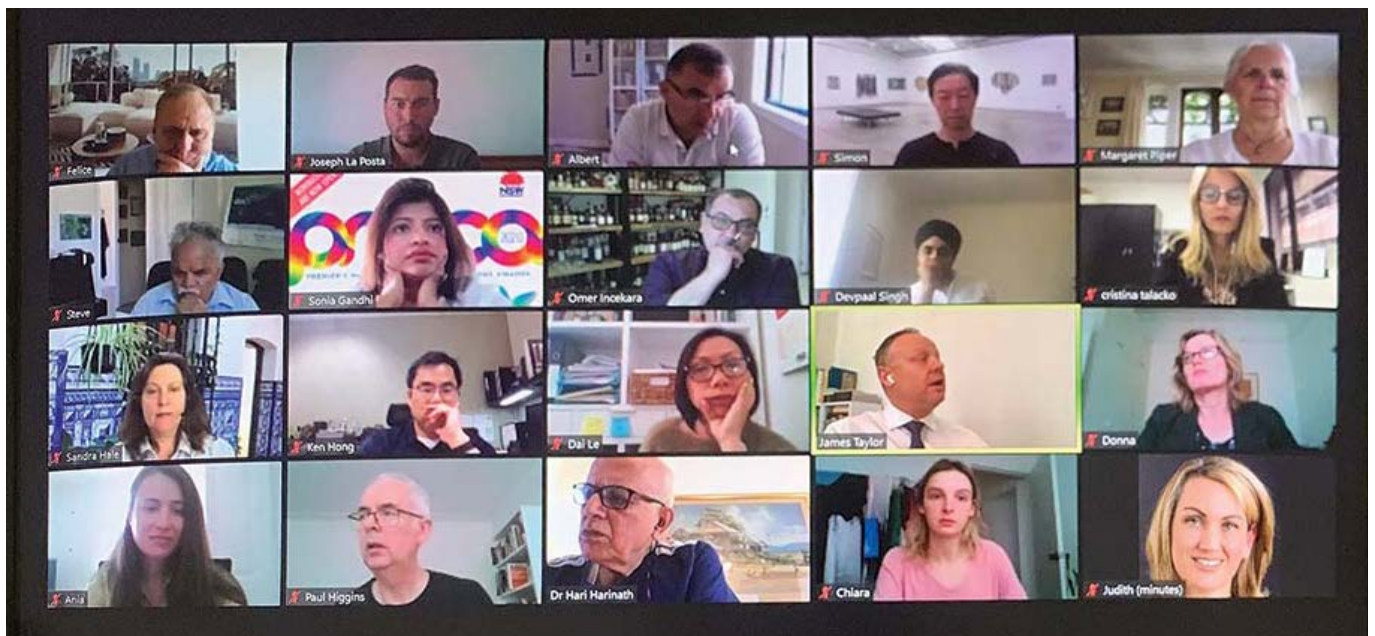 Felice
Joseph La Posta
Albert
Simon
Margaret Piper
NSW
Steve
Sonia Gandhi
Omer Incekara
Devpaal Singh
cristina talacko
Sandra Hale
Ken Hong
Dai Le
James Taylor
Donna
Ania
Paul Higgins
Dr Hari Harinath
Chiara
Judith (minutes)